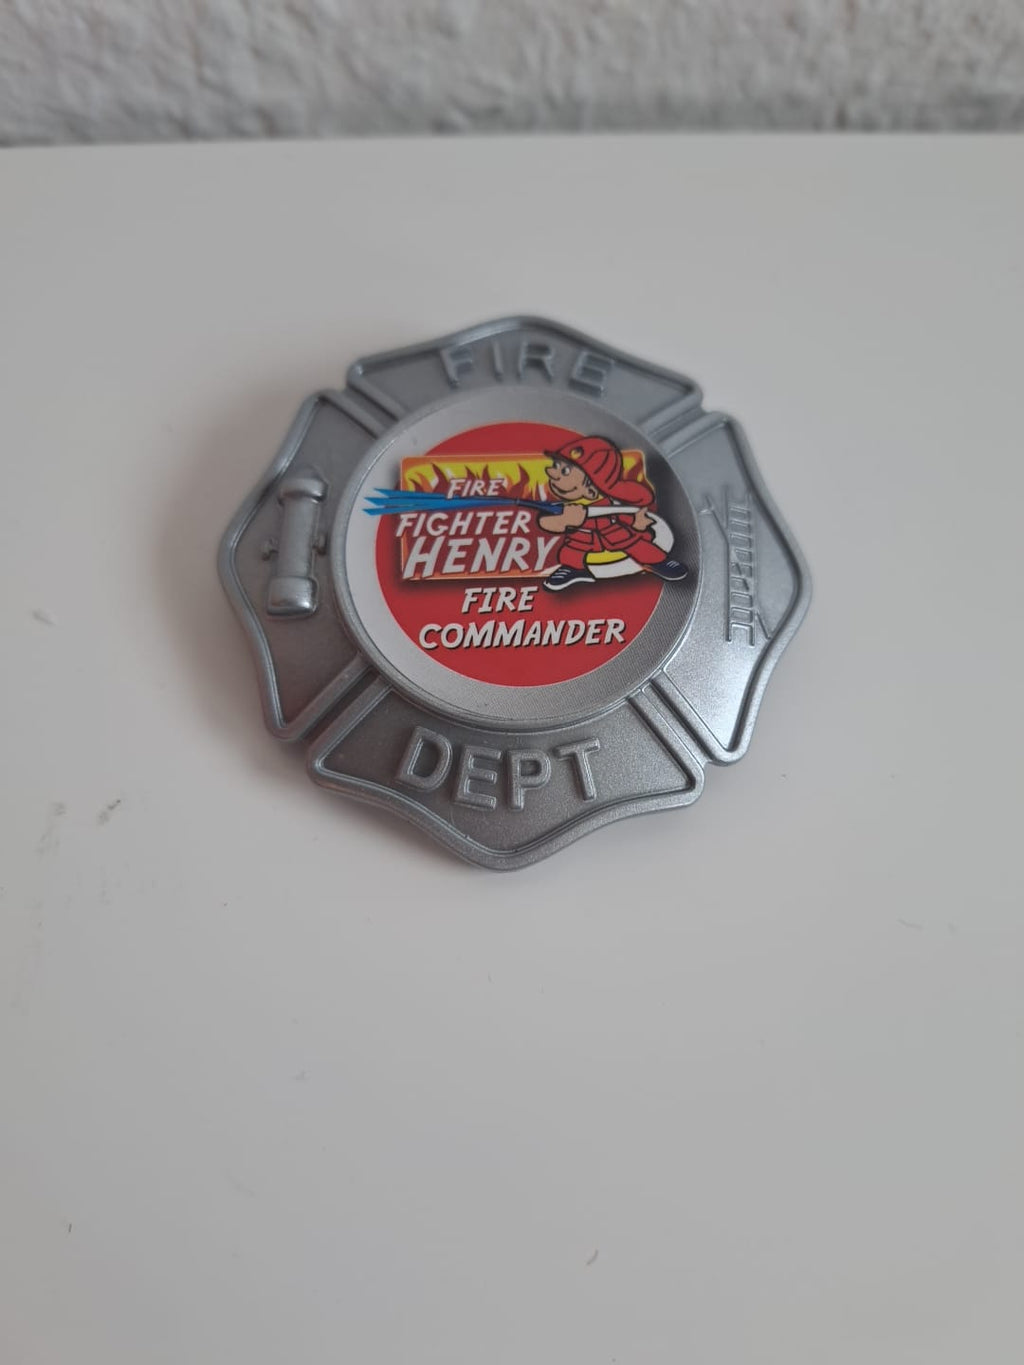 FIRE
FIRE
FIGHTER
HENRY
FIRE
COMMANDER
DEPT